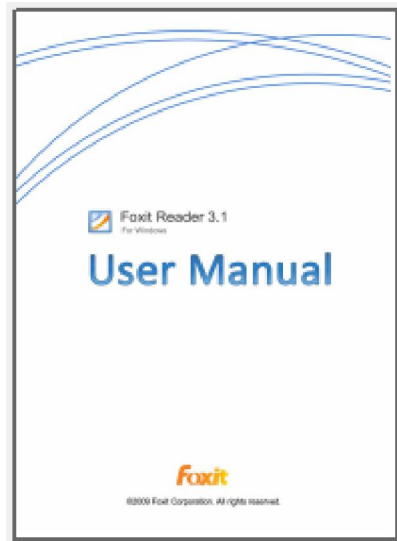 Foxit Reader 3.1
For Windows
User Manual
Foxit
©2009 Foxit Corporation. All rights reserved.